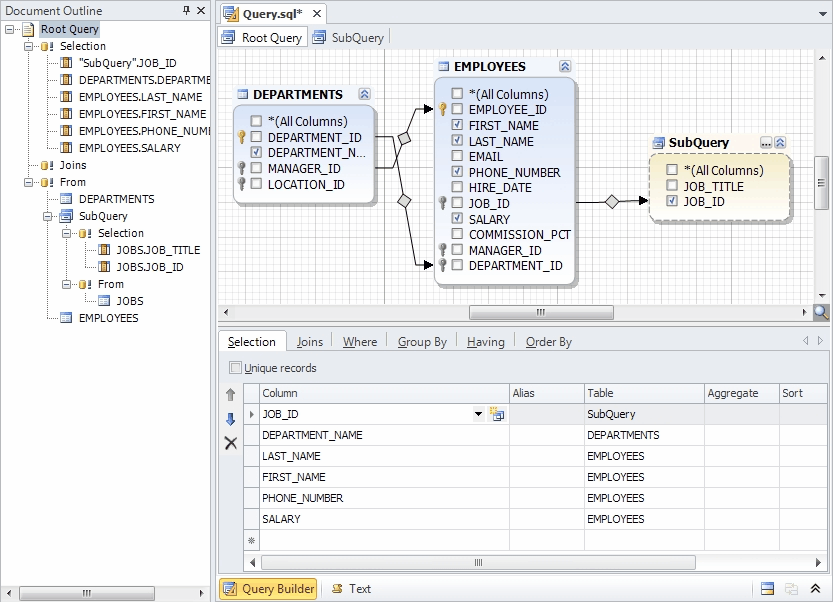 Document Outline
Root Query
Selection
"SubQuery".JOB_ID
DEPARTMENTS.DEPARTME
EMPLOYEES.LAST_NAME
EMPLOYEES.FIRST_NAME
EMPLOYEES.PHONE_NUM
EMPLOYEES.SALARY
Joins
From
DEPARTMENTS
SubQuery
Selection
JOBS.JOB_TITLE
JOBS.JOB_ID
From
JOBS
EMPLOYEES
Query.sql*
Root Query SubQuery
DEPARTMENTS
*(All Columns)
DEPARTMENT_ID
DEPARTMENT_N...
MANAGER_ID
LOCATION_ID
EMPLOYEES
*(All Columns)
EMPLOYEE_ID
FIRST_NAME
LAST_NAME
EMAIL
PHONE_NUMBER
HIRE_DATE
JOB_ID
SALARY
COMMISSION_PCT
MANAGER_ID
DEPARTMENT_ID
SubQuery ...
*(All Columns)
JOB_TITLE
JOB_ID
Selection Joins Where Group By Having Order By
Unique records
Column Alias Table Aggregate Sort
JOB_ID SubQuery
DEPARTMENT_NAME DEPARTMENTS
LAST_NAME EMPLOYEES
FIRST_NAME EMPLOYEES
PHONE_NUMBER EMPLOYEES
SALARY EMPLOYEES
Query Builder Text